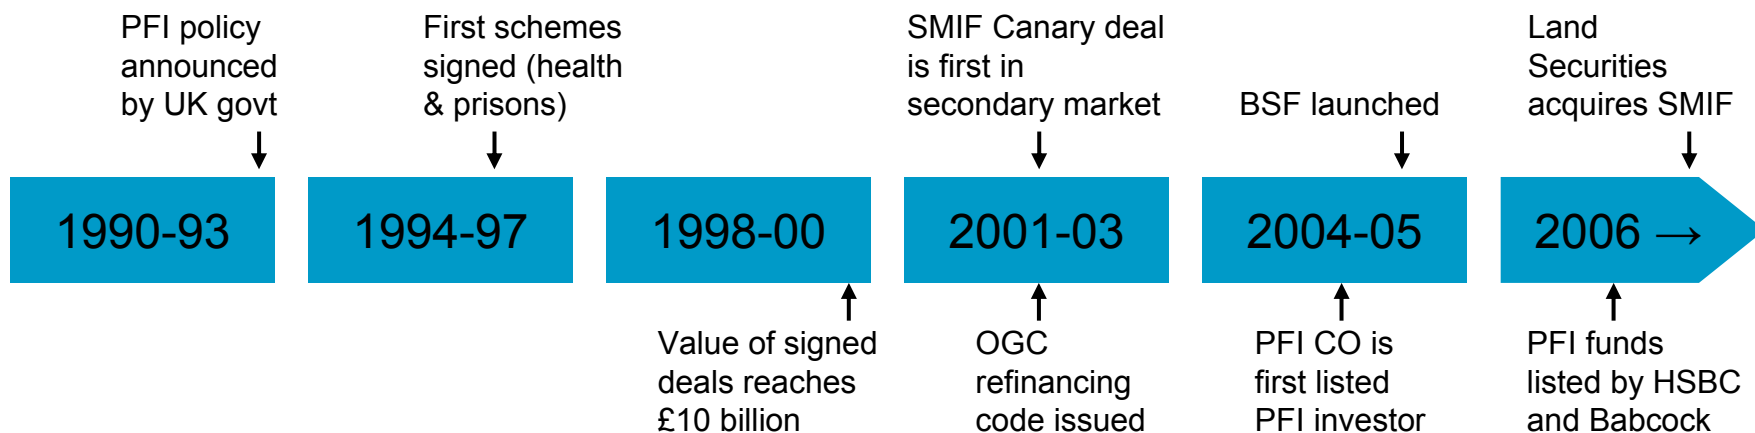 PFI policy
announced
by UK govt
First schemes
signed (health
& prisons)
SMIF Canary deal
is first in
secondary market
BSF launched
Land
Securities
acquires SMIF
1990-93
1994-97
1998-00
2001-03
2004-05
2006 →
Value of signed
deals reaches
£10 billion
OGC
refinancing
code issued
PFI CO is
first listed
PFI investor
PFI funds
listed by HSBC
and Babcock